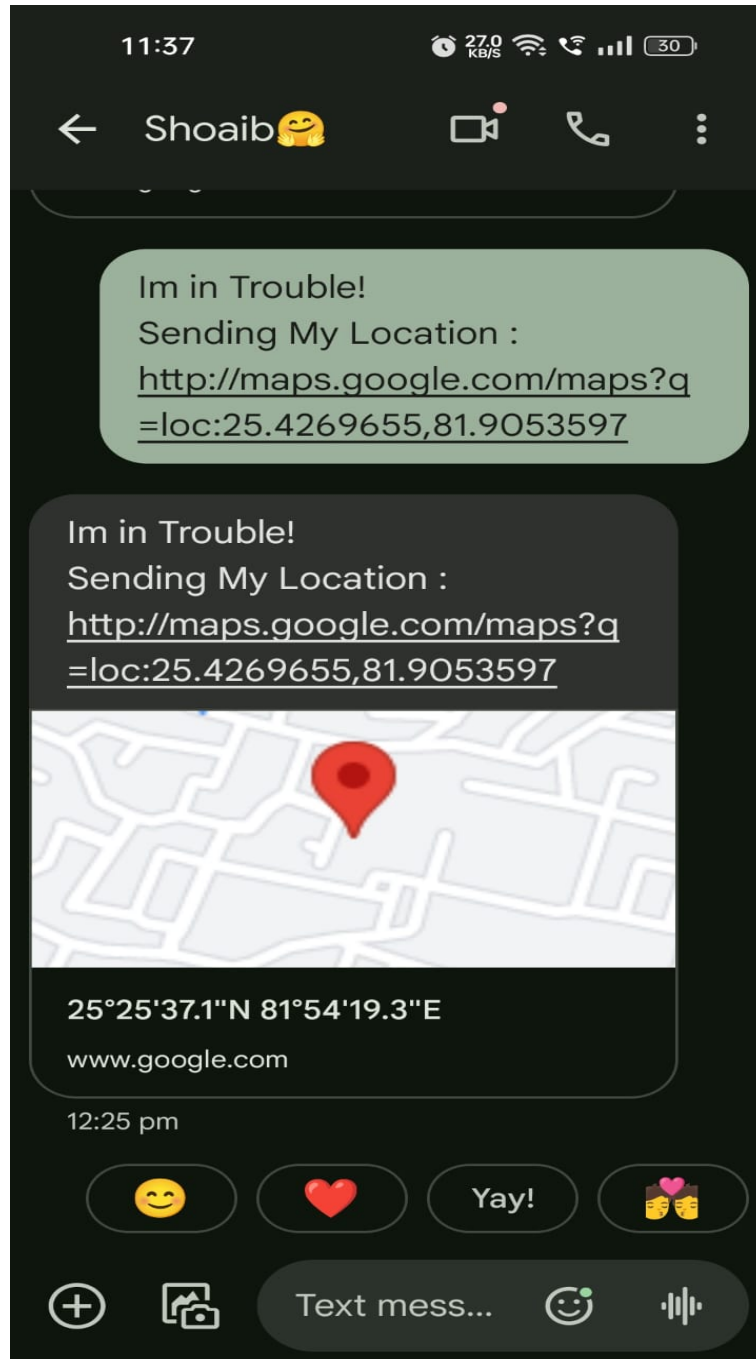 11:37
27.0
KB/S
30
Shoaib🤗
Im in Trouble!
Sending My Location :
http://maps.google.com/maps?q
=loc:25.4269655,81.9053597
Im in Trouble!
Sending My Location :
http://maps.google.com/maps?q
=loc:25.4269655,81.9053597
25°25'37.1"N 81°54'19.3"E
www.google.com
12:25 pm
Yay!
Text mess...